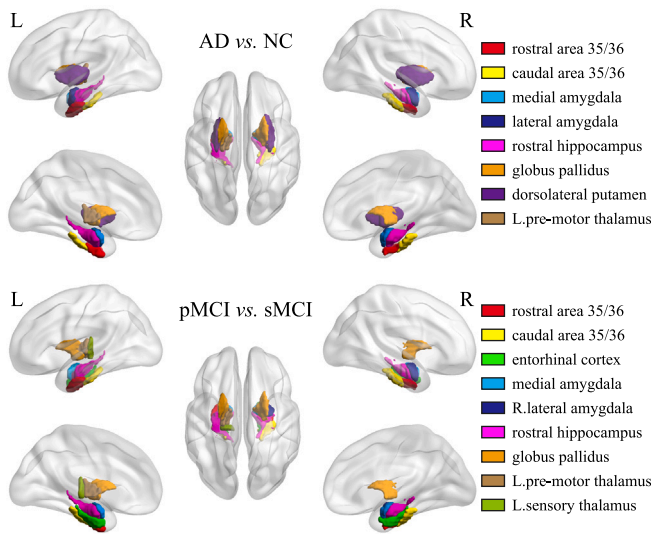 L
AD vs. NC
R
rostral area 35/36
caudal area 35/36
medial amygdala
lateral amygdala
rostral hippocampus
globus pallidus
dorsolateral putamen
L.pre-motor thalamus
L
pMCI vs. sMCI
R
rostral area 35/36
caudal area 35/36
entorhinal cortex
medial amygdala
R.lateral amygdala
rostral hippocampus
globus pallidus
L.pre-motor thalamus
L.sensory thalamus